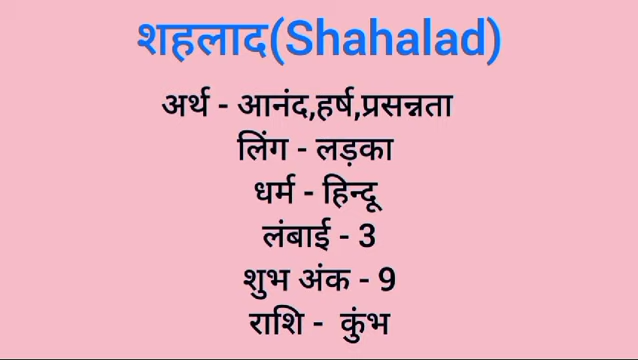 शहलाद(Shahalad)
अर्थ - आनंद,हर्ष,प्रसन्नता
लिंग - लड़का
धर्म - हिन्दू
लंबाई - 3
शुभ अंक - 9
राशि - कुंभ